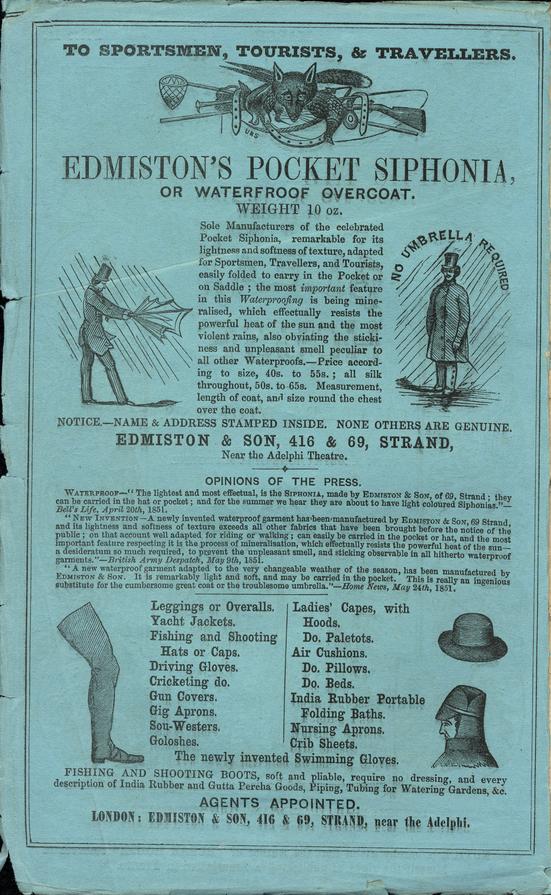 TO SPORTSMEN, TOURISTS, & TRAVELLERS.
EDMISTON'S POCKET SIPHONIA,
OR WATERPROOF OVERCOAT.
WEIGHT 10 oz.
Sole Manufacturers of the celebrated
Pocket Siphonia, remarkable for its
lightness and softness of texture, adapted
for Sportsmen, Travellers, and Tourists,
easily folded to carry in the Pocket or
on Saddle ; the most important feature
in this Waterproofing is being mine-
ralised, which effectually resists the
powerful heat of the sun and the most
violent rains, also obviating the sticki-
ness and unpleasant smell peculiar to
all other Waterproofs.—Price accord-
ing to size, 40s. to 55s. ; all silk
throughout, 50s. to 65s. Measurement,
length of coat, and size round the chest
over the coat.
NO UMBRELLA REQUIRED
NOTICE.—NAME & ADDRESS STAMPED INSIDE. NONE OTHERS ARE GENUINE.
EDMISTON & SON, 416 & 69, STRAND,
Near the Adelphi Theatre.
OPINIONS OF THE PRESS.
WATERPROOF—"The lightest and most effectual, is the SIPHONIA, made by EDMISTON & SON, of 69, Strand ; they
can be carried in the hat or pocket ; and for the summer we hear they are about to have light coloured Siphonias."—
Bell's Life, April 20th, 1851.
"NEW INVENTION—A newly invented waterproof garment has been manufactured by EDMISTON & SON, 69 Strand,
and its lightness and softness of texture exceeds all other fabrics that have been brought before the notice of the
public ; on that account well adapted for riding or walking ; can easily be carried in the pocket or hat, and the most
important feature respecting it is the process of mineralisation, which effectually resists the powerful heat of the sun—
a desideratum so much required, to prevent the unpleasant smell, and sticking observable in all hitherto waterproof
garments."—British Army Despatch, May 9th, 1851.
"A new waterproof garment adapted to the very changeable weather of the season, has been manufactured by
EDMISTON & SON. It is remarkably light and soft, and may be carried in the pocket. This is really an ingenious
substitute for the cumbersome great coat or the troublesome umbrella."—Home News, May 24th, 1851.
Leggings or Overalls.
Yacht Jackets.
Fishing and Shooting
Hats or Caps.
Driving Gloves.
Cricketing do.
Gun Covers.
Gig Aprons.
Sou-Westers.
Goloshes.
Ladies' Capes, with
Hoods.
Do. Paletots.
Air Cushions.
Do. Pillows.
Do. Beds.
India Rubber Portable
Folding Baths.
Nursing Aprons.
Crib Sheets.
The newly invented Swimming Gloves.
FISHING AND SHOOTING BOOTS, soft and pliable, require no dressing, and every
description of India Rubber and Gutta Percha Goods, Piping, Tubing for Watering Gardens, &c.
AGENTS APPOINTED.
LONDON: EDMISTON & SON, 416 & 69, STRAND, near the Adelphi.